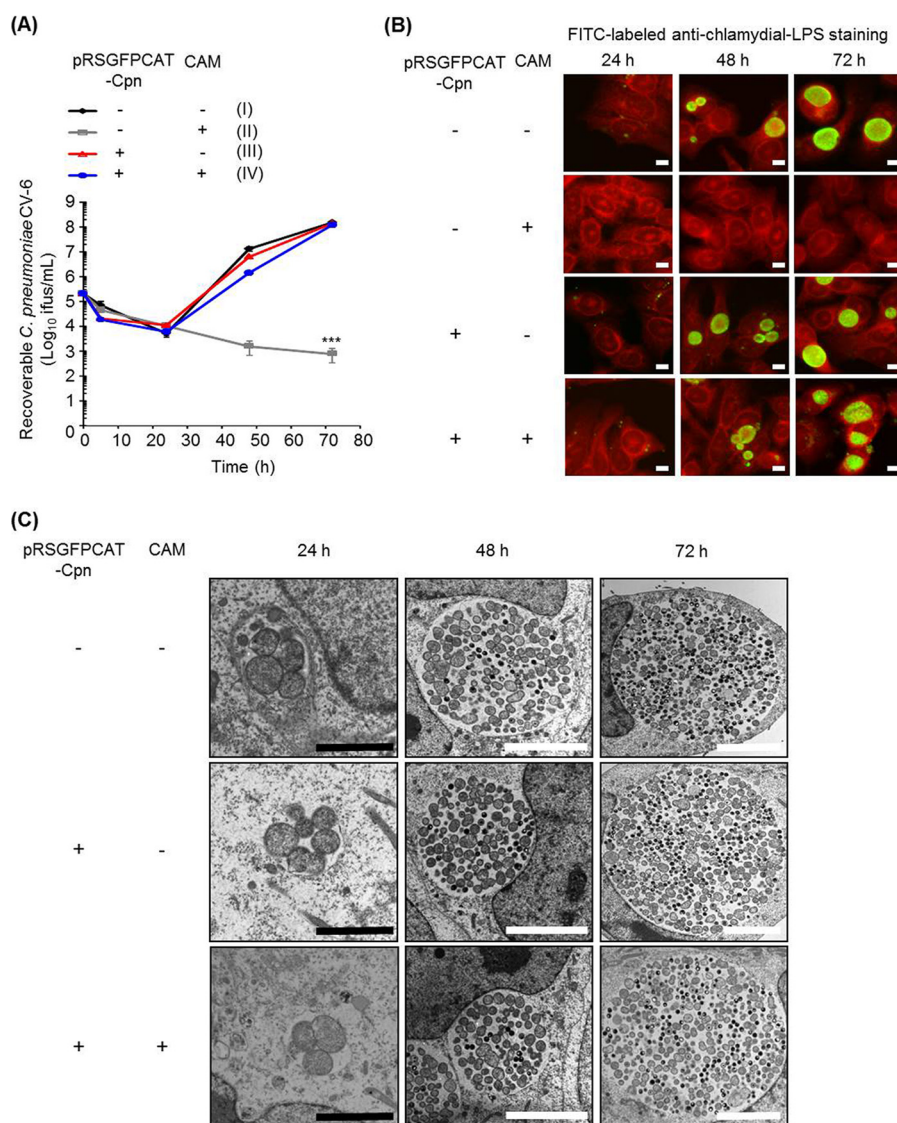 (A)
pRSGFPCAT
-Cpn
CAM
- - (I)
- + (II)
+ - (III)
+ + (IV)
Recoverable C. pneumoniae CV-6
(Log10 ifus/mL)
9
8
7
6
5
4
3
2
1
0
***
0 10 20 30 40 50 60 70 80
Time (h)
(B)
FITC-labeled anti-chlamydial-LPS staining
pRSGFPCAT
-Cpn
CAM
24 h 48 h 72 h
- -
- +
+ -
+ +
(C)
pRSGFPCAT
-Cpn
CAM
24 h 48 h 72 h
- -
+ -
+ +